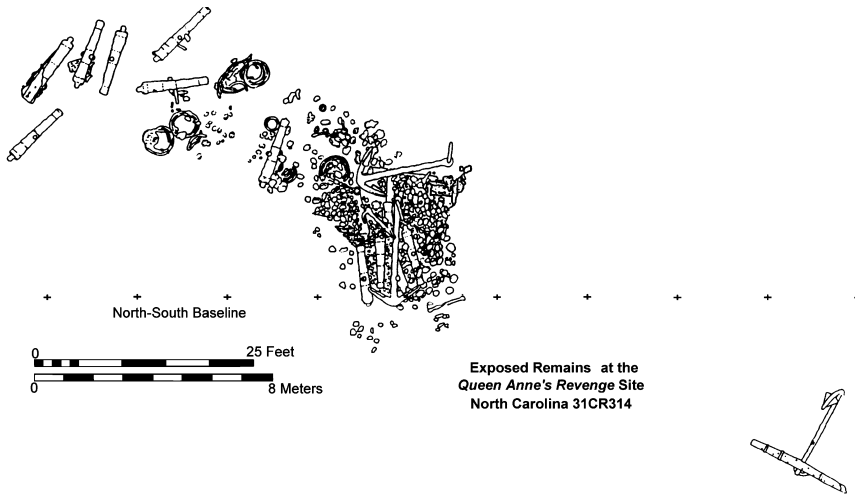 North-South Baseline
0 25 Feet
0 8 Meters
Exposed Remains at the
Queen Anne's Revenge Site
North Carolina 31CR314